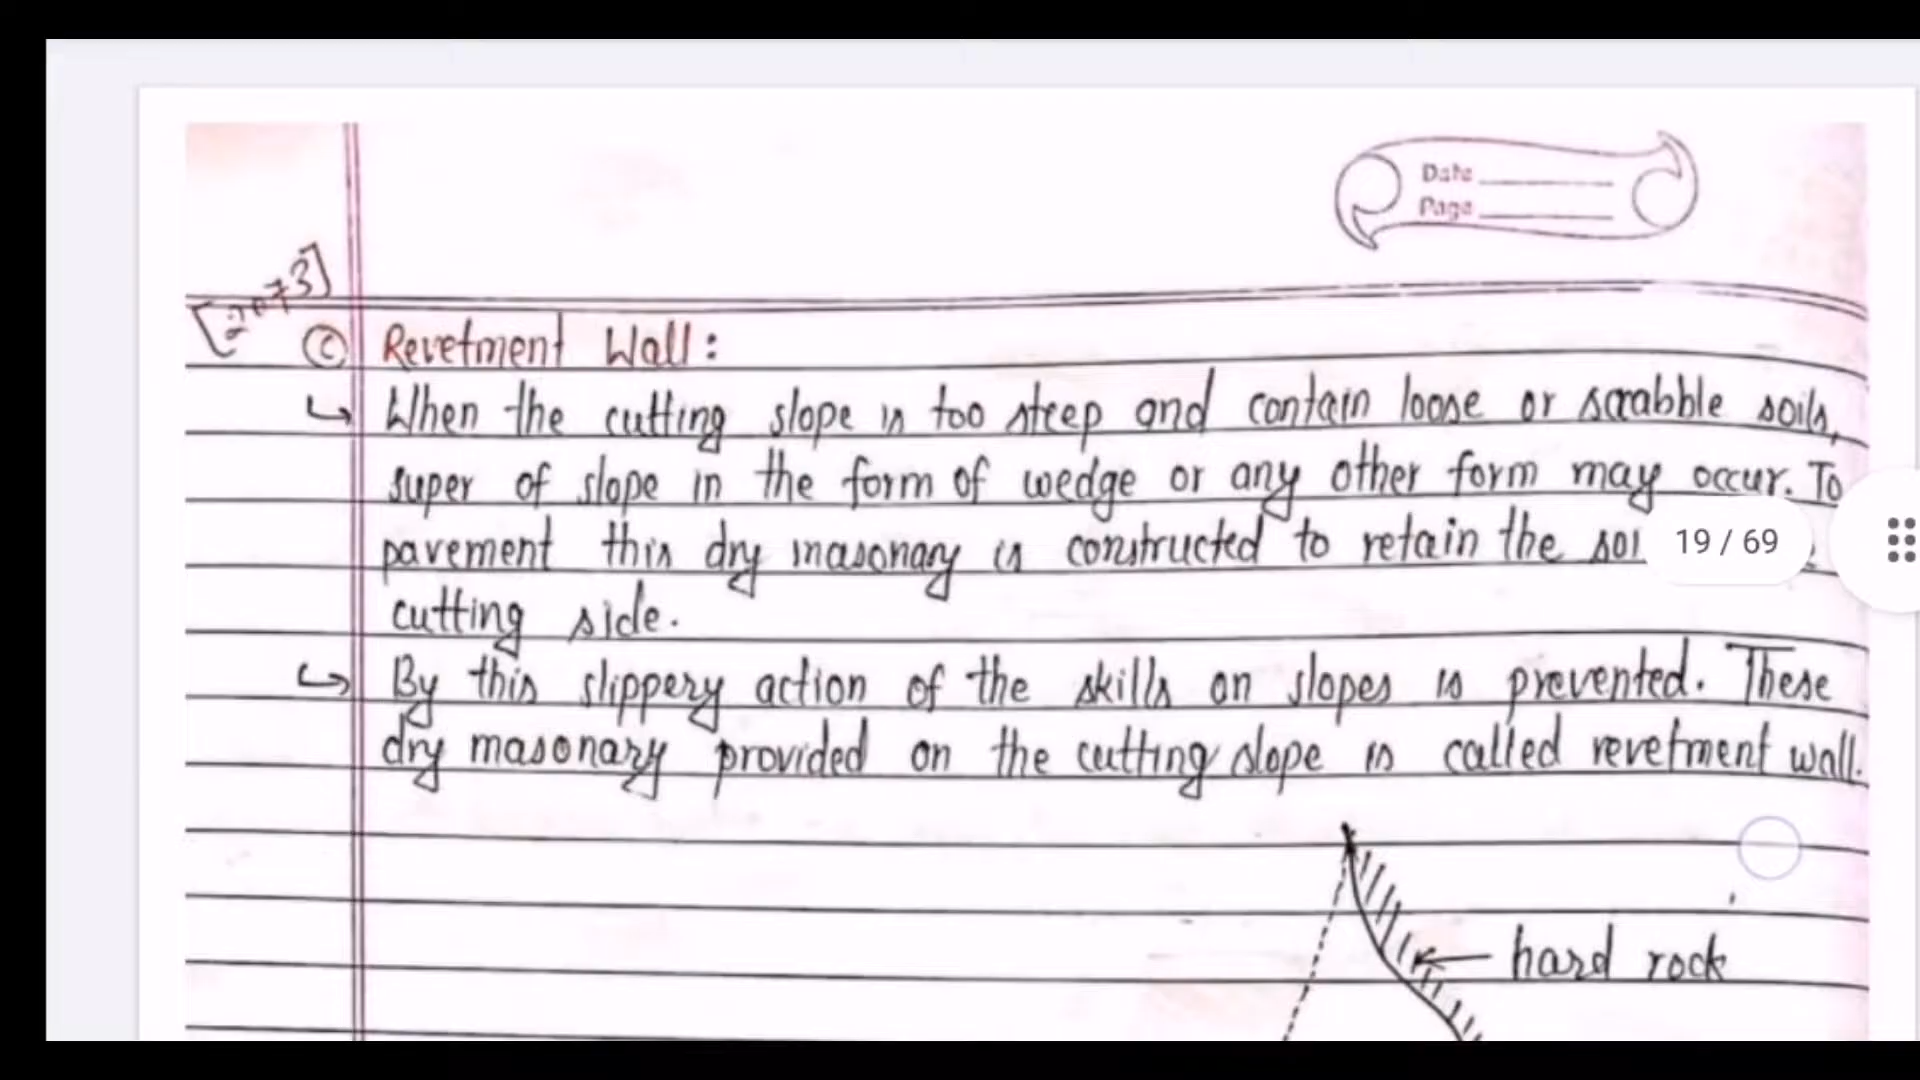 Date
Page
[2073]
(c) Revetment Wall:
↳ When the cutting slope is too steep and contain loose or scrabble soils,
super of slope in the form of wedge or any other form may occur. To
pavement this dry masonary is constructed to retain the soi
19 / 69
cutting side.
↳ By this slippery action of the skills on slopes is prevented. These
dry masonary provided on the cutting slope is called revetment wall.
hard rock